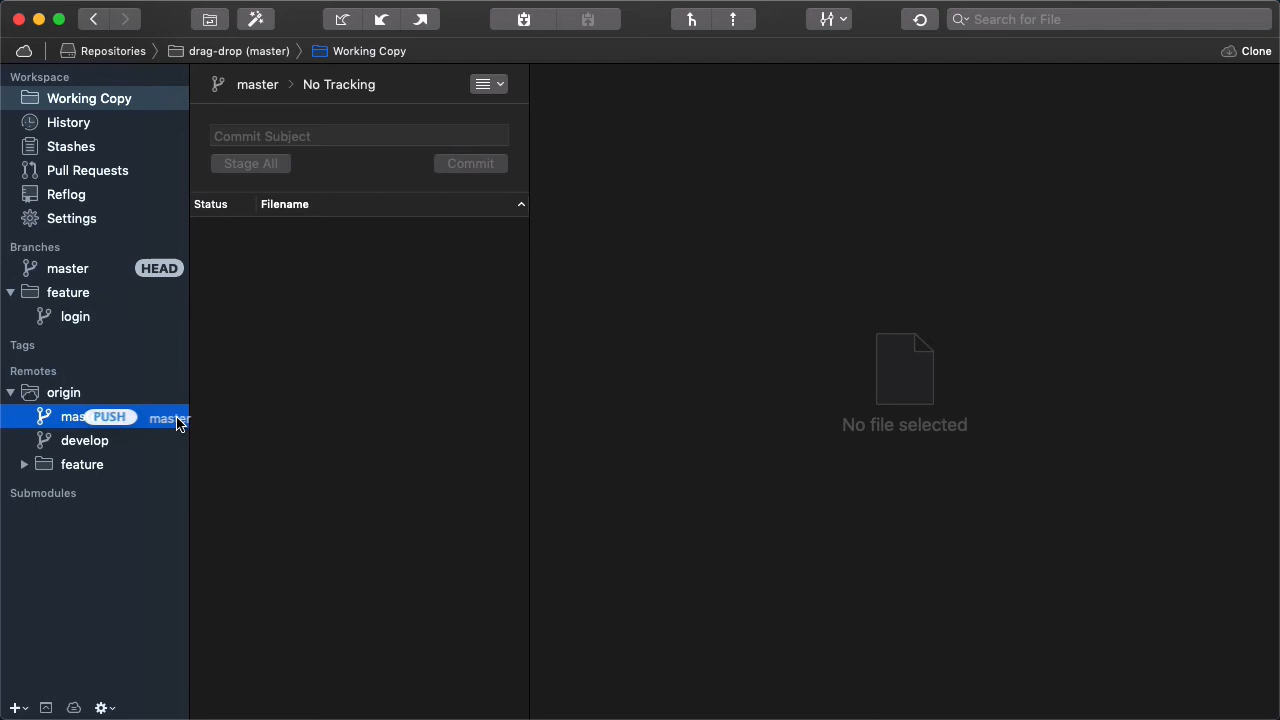 Search for File
Repositories
drag-drop (master)
Working Copy
Clone
Workspace
Working Copy
History
Stashes
Pull Requests
Reflog
Settings
Branches
master HEAD
feature
login
Tags
Remotes
origin
mas PUSH master
develop
feature
Submodules
master > No Tracking
Commit Subject
Stage All
Commit
Status
Filename
No file selected